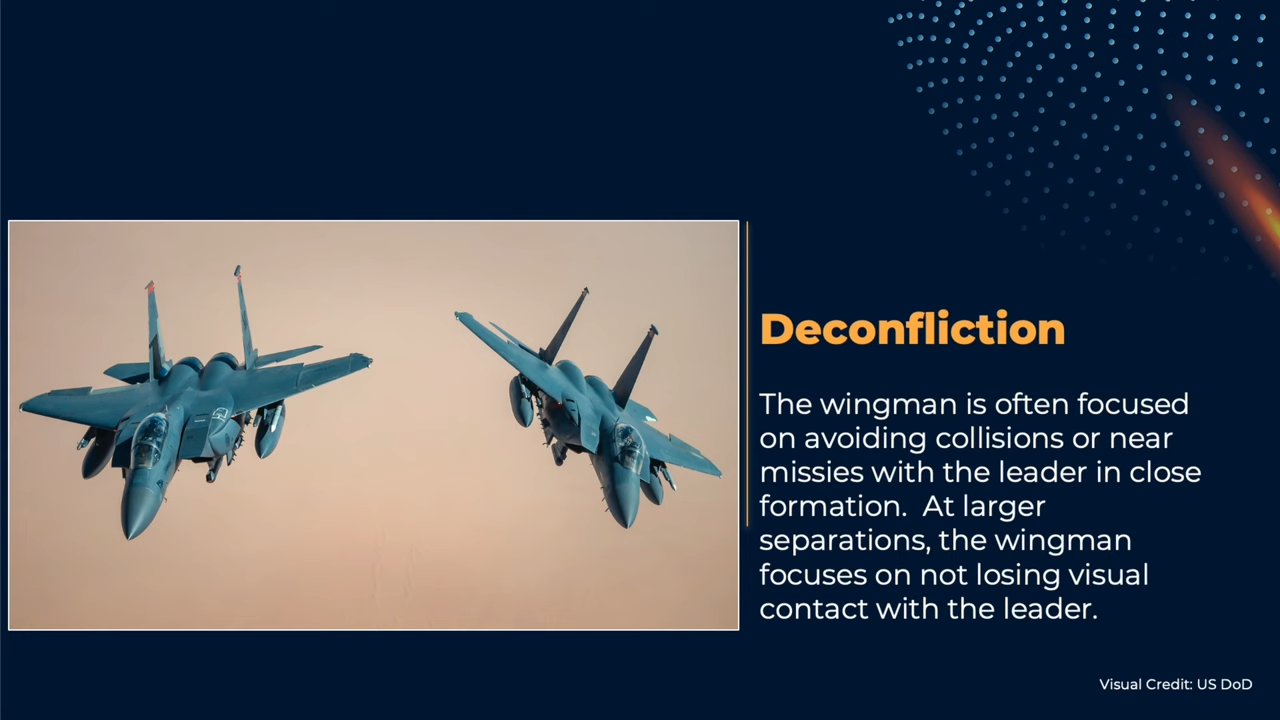 Deconfliction
The wingman is often focused
on avoiding collisions or near
missies with the leader in close
formation.  At larger
separations, the wingman
focuses on not losing visual
contact with the leader.
Visual Credit: US DoD